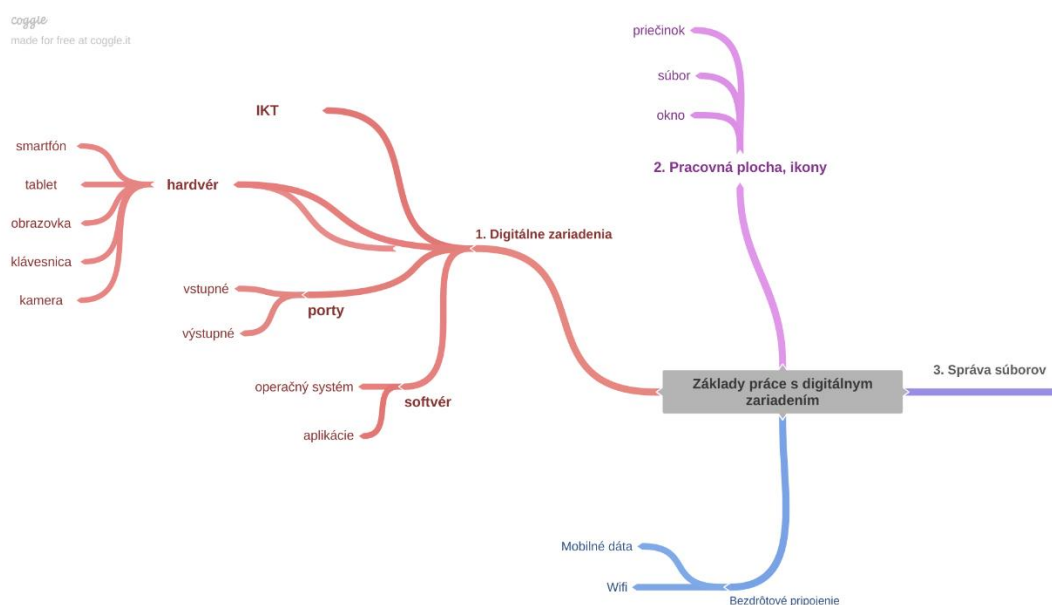 coggle
made for free at coggle.it
priečinok
súbor
okno
2. Pracovná plocha, ikony
IKT
smartfón
tablet
obrazovka
klávesnica
kamera
hardvér
1. Digitálne zariadenia
vstupné
výstupné
porty
operačný systém
aplikácie
softvér
Základy práce s digitálnym
zariadením
3. Správa súborov
Mobilné dáta
Wifi
Bezdrôtové pripojenie